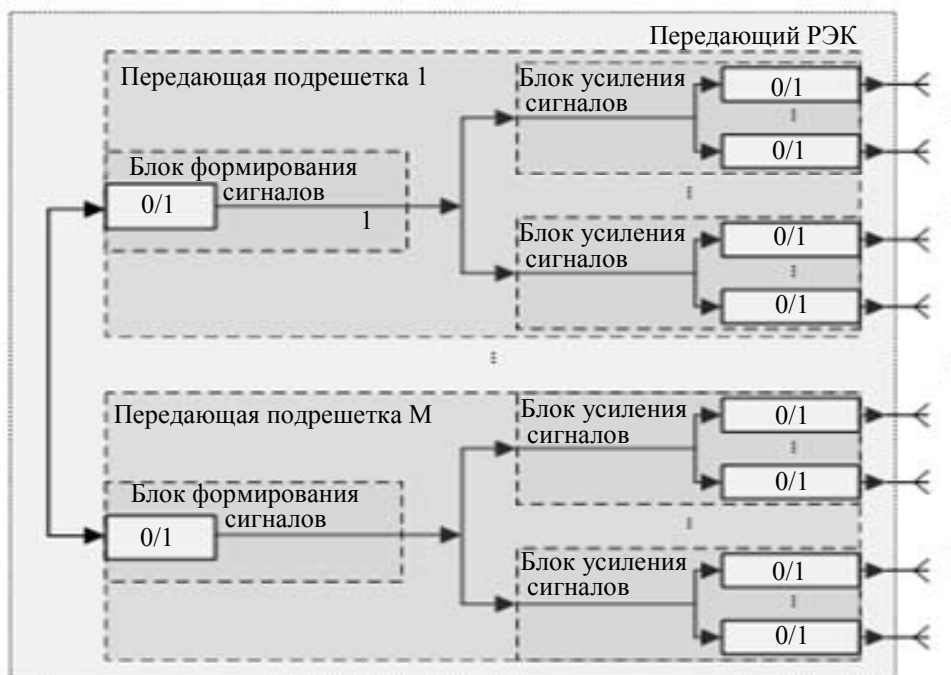 Передающий РЭК
Передающая подрешетка 1
Блок усиления
сигналов
0/1
0/1
Блок формирования
сигналов
0/1
1
Блок усиления
сигналов
0/1
0/1
Передающая подрешетка М
Блок усиления
сигналов
0/1
0/1
Блок формирования
сигналов
0/1
Блок усиления
сигналов
0/1
0/1